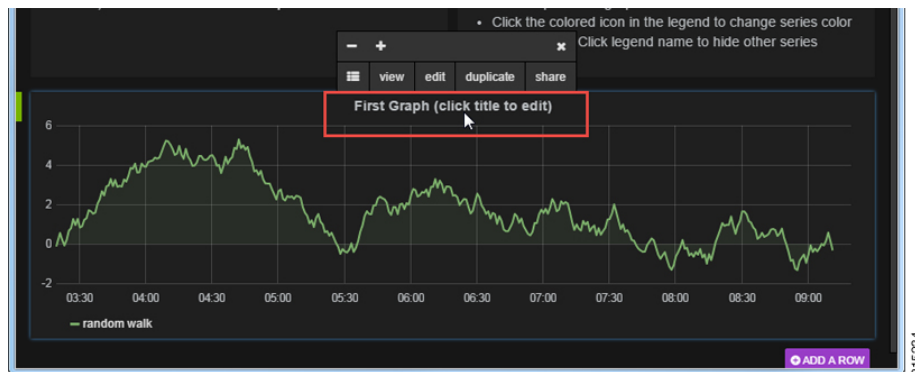 • Click the colored icon in the legend to change series color
Click legend name to hide other series
− + ×
view edit duplicate share
First Graph (click title to edit)
6
4
2
0
-2
03:30 04:00 04:30 05:00 05:30 06:00 06:30 07:00 07:30 08:00 08:30 09:00
random walk
ADD A ROW